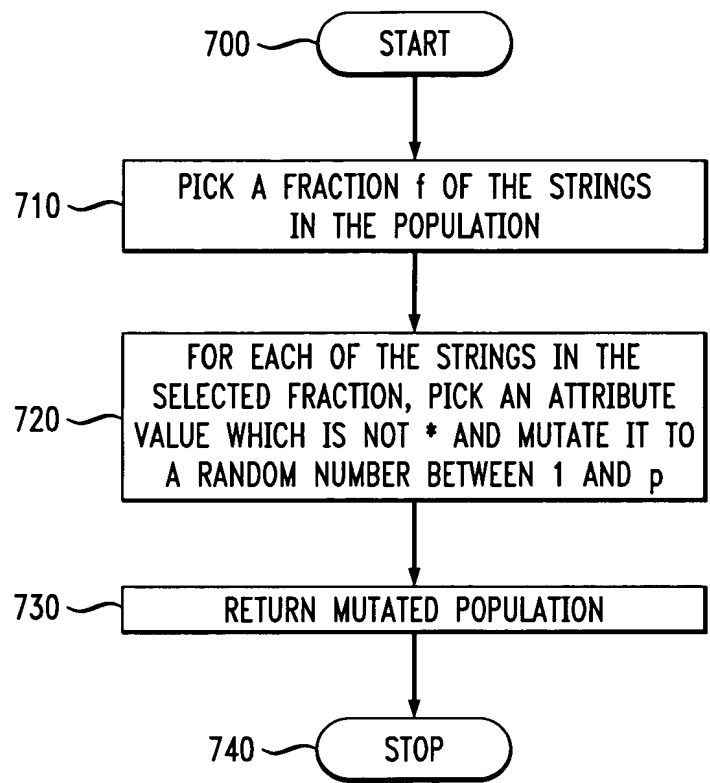 700
START
710
PICK A FRACTION f OF THE STRINGS
IN THE POPULATION
720
FOR EACH OF THE STRINGS IN THE
SELECTED FRACTION, PICK AN ATTRIBUTE
VALUE WHICH IS NOT * AND MUTATE IT TO
A RANDOM NUMBER BETWEEN 1 AND p
730
RETURN MUTATED POPULATION
740
STOP